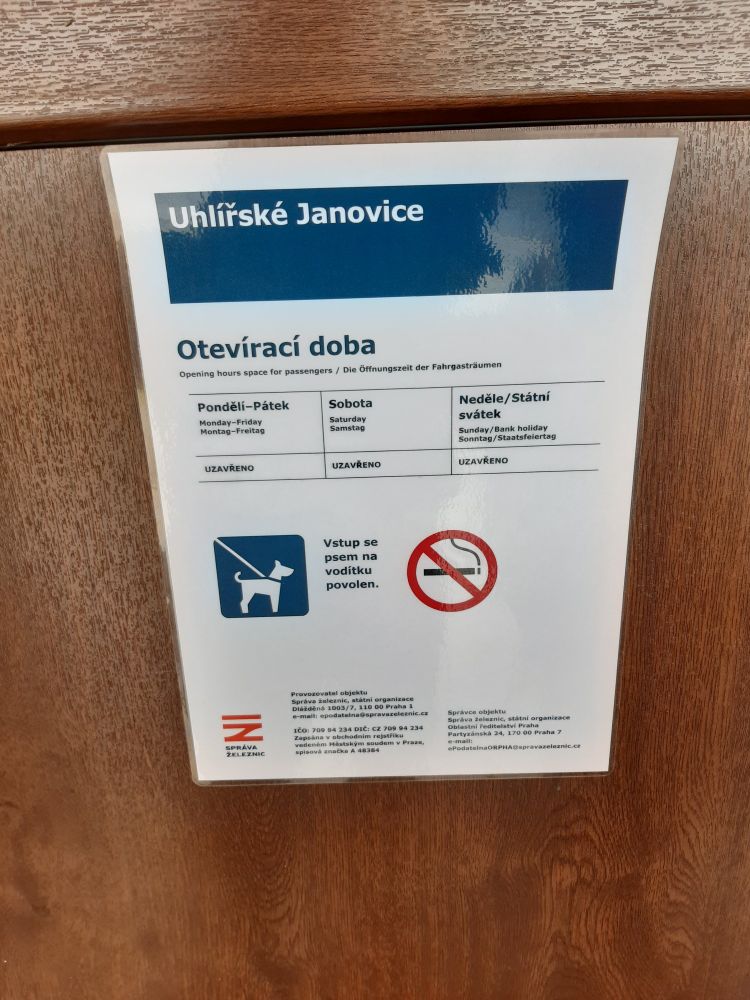 Uhlířské Janovice
Otevírací doba
Opening hours space for passengers / Die Öffnungszeit der Fahrgasträumen
Pondělí–Pátek
Monday–Friday
Montag–Freitag
Sobota
Saturday
Samstag
Neděle/Státní
svátek
Sunday/Bank holiday
Sonntag/Staatsfeiertag
UZAVŘENO
UZAVŘENO
UZAVŘENO
Vstup se
psem na
vodítku
povolen.
SPRÁVA
ŽELEZNIC
Provozovatel objektu
Správa železnic, státní organizace
Dlážděná 1003/7, 110 00 Praha 1
e-mail: epodatelna@spravazeleznic.cz
IČO: 709 94 234 DIČ: CZ 709 94 234
Zapsána v obchodním rejstříku
vedeném Městským soudem v Praze,
spisová značka A 48384
Správce objektu
Správa železnic, státní organizace
Oblastní ředitelství Praha
Partyzánská 24, 170 00 Praha 7
e-mail:
ePodatelnaORPHA@spravazeleznic.cz